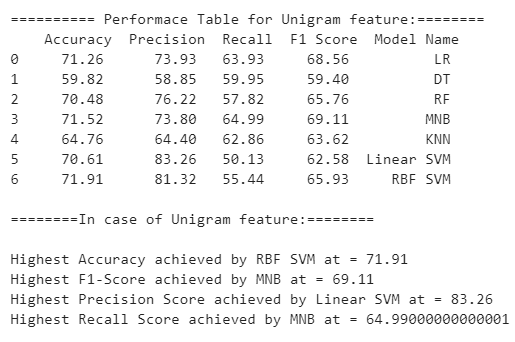 ========== Performace Table for Unigram feature:========
Accuracy Precision Recall F1 Score Model Name
0 71.26 73.93 63.93 68.56 LR
1 59.82 58.85 59.95 59.40 DT
2 70.48 76.22 57.82 65.76 RF
3 71.52 73.80 64.99 69.11 MNB
4 64.76 64.40 62.86 63.62 KNN
5 70.61 83.26 50.13 62.58 Linear SVM
6 71.91 81.32 55.44 65.93 RBF SVM
========In case of Unigram feature:========
Highest Accuracy achieved by RBF SVM at = 71.91
Highest F1-Score achieved by MNB at = 69.11
Highest Precision Score achieved by Linear SVM at = 83.26
Highest Recall Score achieved by MNB at = 64.99000000000001